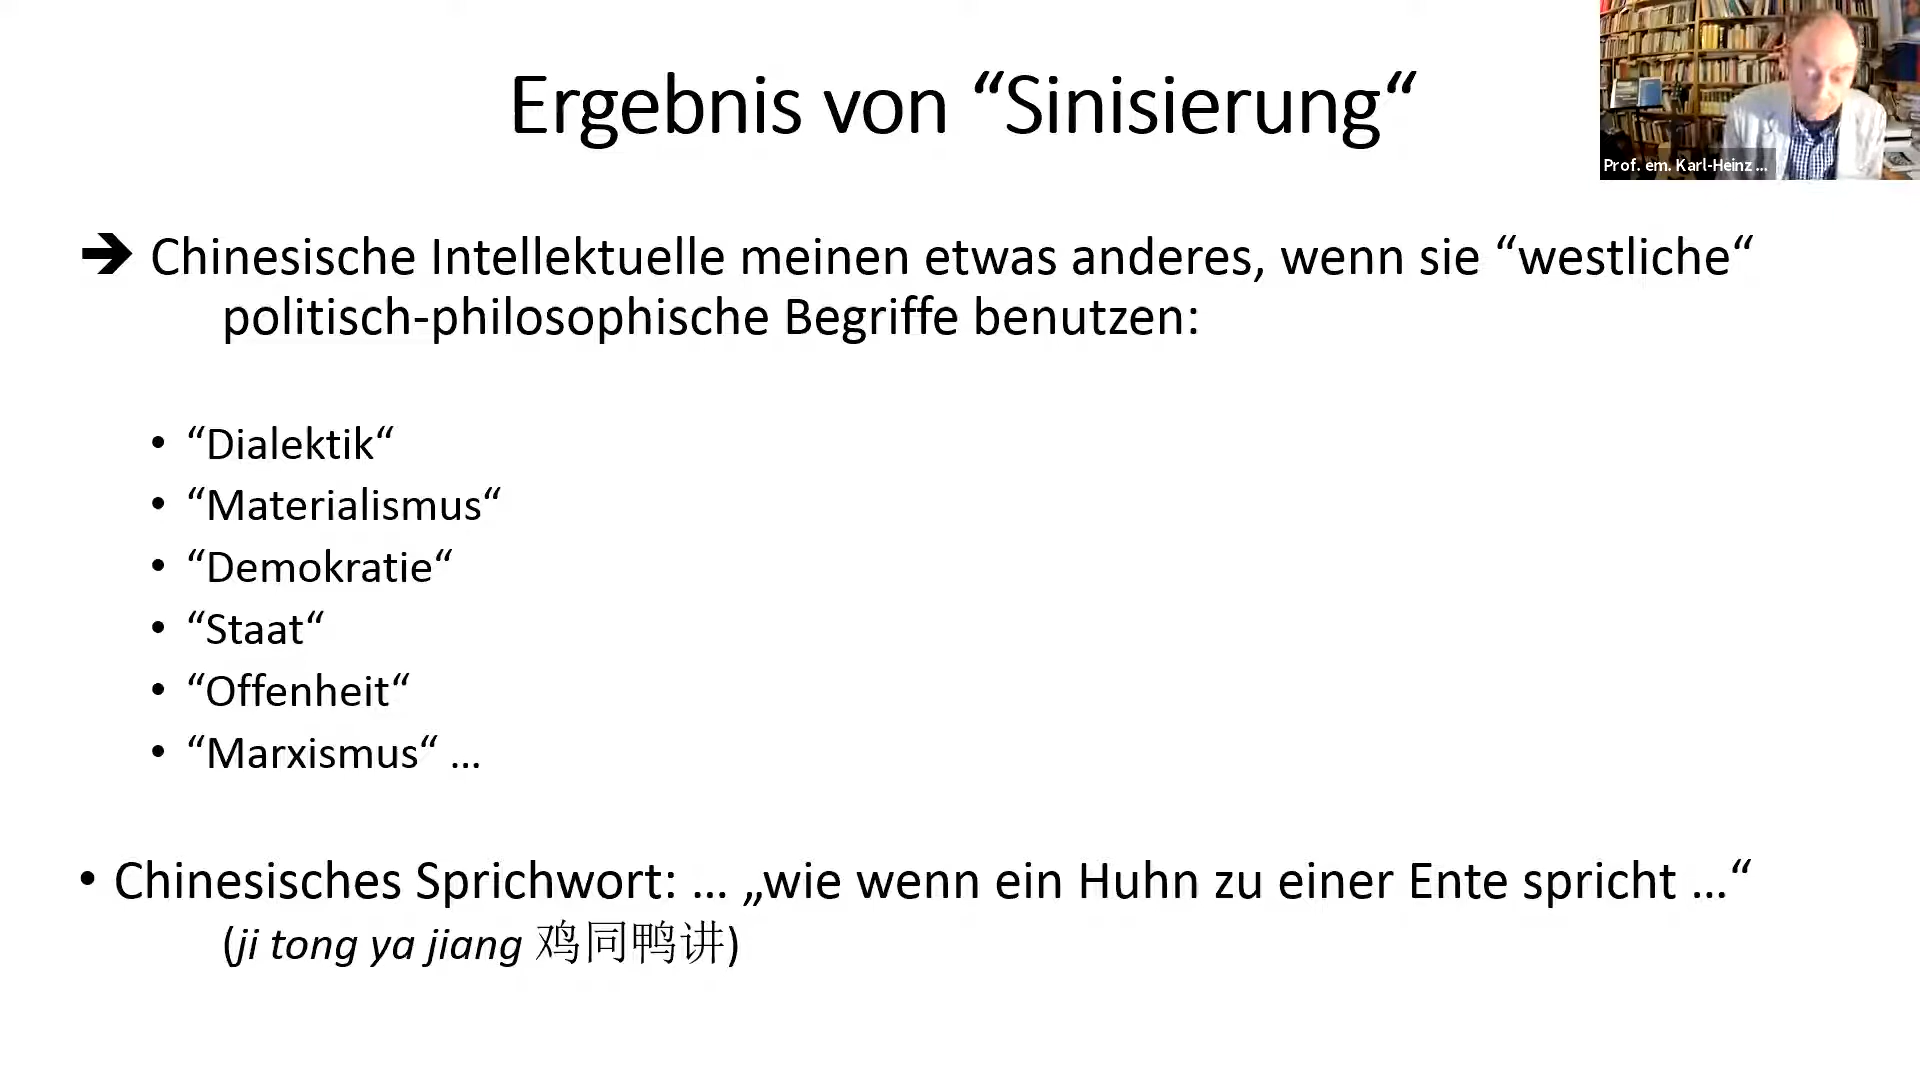 Ergebnis von “Sinisierung“
Prof. em. Karl-Heinz ...
➔ Chinesische Intellektuelle meinen etwas anderes, wenn sie “westliche“
politisch-philosophische Begriffe benutzen:
• “Dialektik“
• “Materialismus“
• “Demokratie“
• “Staat“
• “Offenheit“
• “Marxismus“ …
• Chinesisches Sprichwort: … „wie wenn ein Huhn zu einer Ente spricht …“
(ji tong ya jiang 鸡同鸭讲)